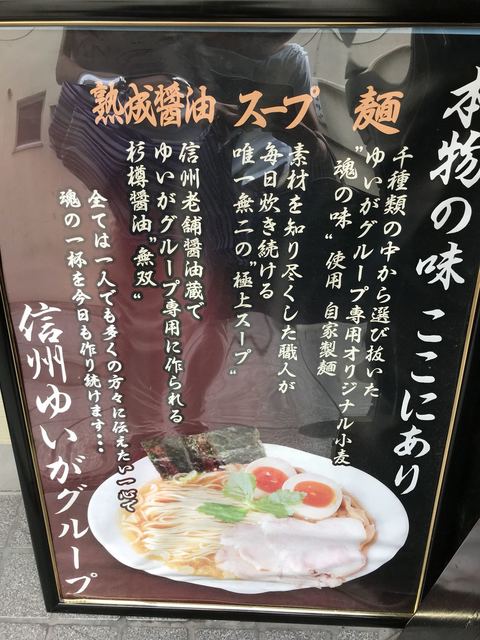 本物の味 ここにあり
麺
千種類の中から選び抜いた
ゆいがグループ専用オリジナル小麦
"魂の味"使用 自家製麺
スープ
素材を知り尽くした職人が
毎日炊き続ける
唯一無二の"極上スープ"
熟成醤油
信州老舗醤油蔵で
ゆいがグループ専用に作られる
杉樽醤油"無双"
全ては一人でも多くの方々に伝えたい一心で
魂の一杯を今日も作り続けます…
信州ゆいがグループ